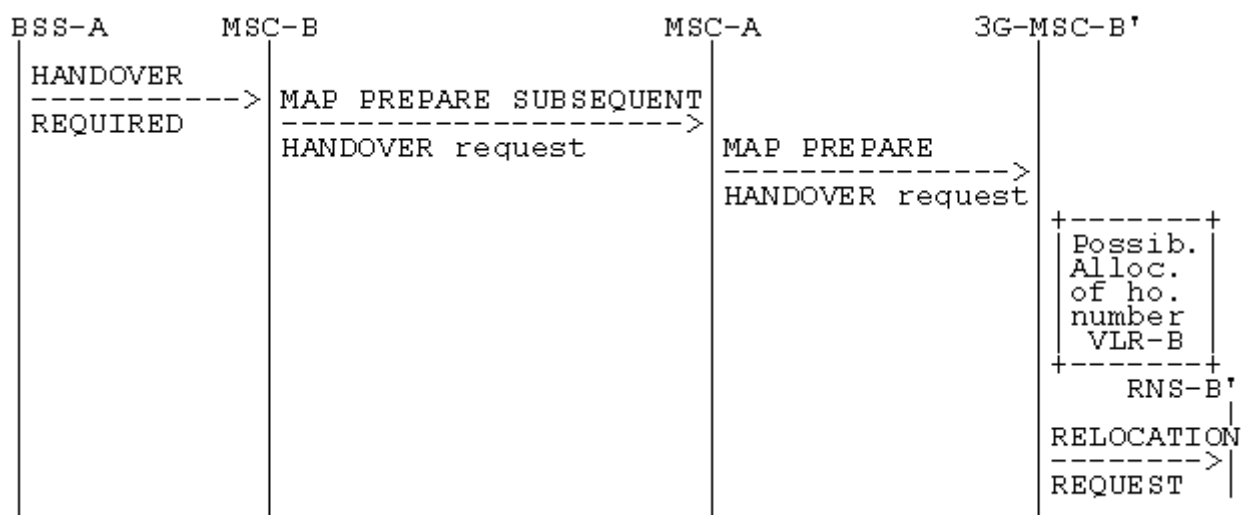 BSS-A MSC-B MSC-A 3G-MSC-B'
HANDOVER
----------->
REQUIRED
MAP PREPARE SUBSEQUENT
--------------------->
HANDOVER request
MAP PREPARE
--------------->
HANDOVER request
+-------+
Possib.
Alloc.
of ho.
number
VLR-B
+-------+
RNS-B'
RELOCATION
-------->
REQUEST